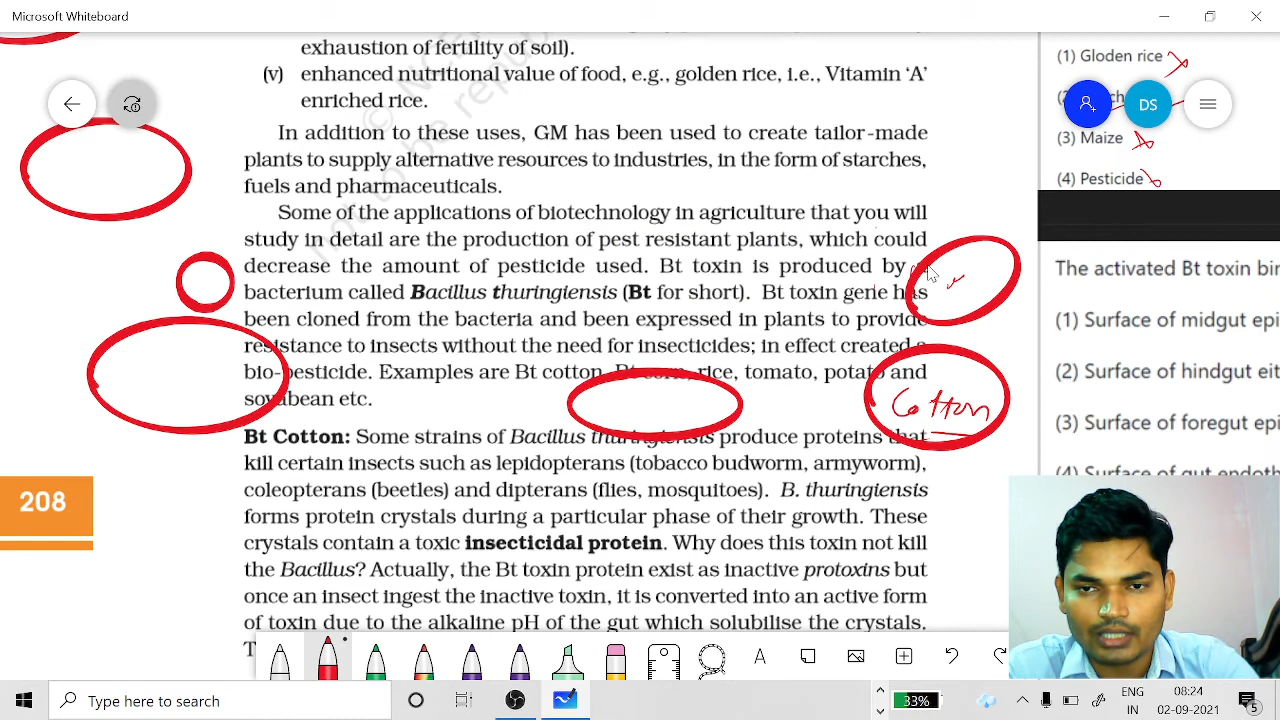 Microsoft Whiteboard
exhaustion of fertility of soil).
(v) enhanced nutritional value of food, e.g., golden rice, i.e., Vitamin ‘A’
enriched rice.
In addition to these uses, GM has been used to create tailor-made
plants to supply alternative resources to industries, in the form of starches,
fuels and pharmaceuticals.
Some of the applications of biotechnology in agriculture that you will
study in detail are the production of pest resistant plants, which could
decrease the amount of pesticide used. Bt toxin is produced by
bacterium called Bacillus thuringiensis (Bt for short). Bt toxin gene has
been cloned from the bacteria and been expressed in plants to provide
resistance to insects without the need for insecticides; in effect created a
bio-pesticide. Examples are Bt cotton, Bt corn, rice, tomato, potato and
soyabean etc.
Cotton
Bt Cotton: Some strains of Bacillus thuringiensis produce proteins that
kill certain insects such as lepidopterans (tobacco budworm, armyworm),
coleopterans (beetles) and dipterans (flies, mosquitoes). B. thuringiensis
forms protein crystals during a particular phase of their growth. These
crystals contain a toxic insecticidal protein. Why does this toxin not kill
the Bacillus? Actually, the Bt toxin protein exist as inactive protoxins but
once an insect ingest the inactive toxin, it is converted into an active form
of toxin due to the alkaline pH of the gut which solubilise the crystals.
208
(1) Gloden rice
DS
(3) Maize
(4) Pesticide
The activated Bt toxin bin
(1) Surface of midgut epi
(2) Surface of hindgut eit
(3) Surface of foregut epi
(4) Surface of gut endoth
A
Type here to search
33%
ENG
IN
08:24
02-09-2021
5